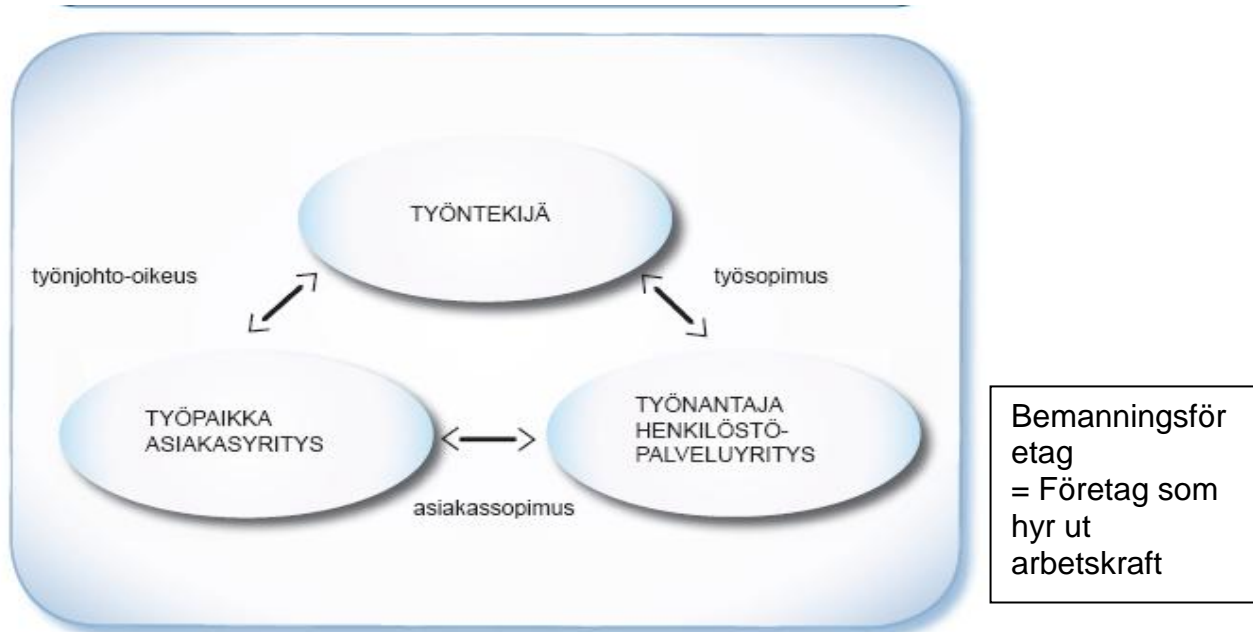 TYÖNTEKIJÄ
työnjohto-oikeus
työsopimus
TYÖPAIKKA
ASIAKASYRITYS
TYÖNANTAJA
HENKILÖSTÖ-
PALVELUYRITYS
asiakassopimus
Bemanningsför
etag
= Företag som
hyr ut
arbetskraft